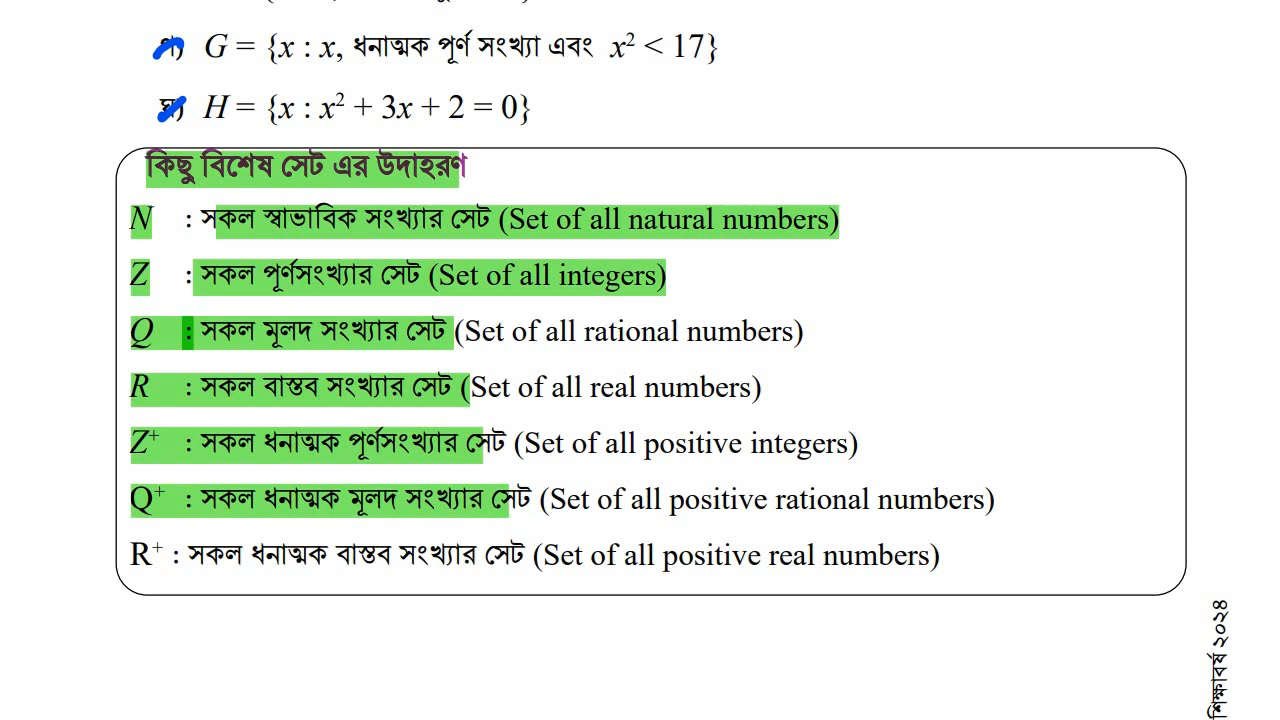 গ) G = {x : x, ধনাত্মক পূর্ণ সংখ্যা এবং x² < 17}
ঘ) H = {x : x² + 3x + 2 = 0}
কিছু বিশেষ সেট এর উদাহরণ
N : সকল স্বাভাবিক সংখ্যার সেট (Set of all natural numbers)
Z : সকল পূর্ণসংখ্যার সেট (Set of all integers)
Q : সকল মূলদ সংখ্যার সেট (Set of all rational numbers)
R : সকল বাস্তব সংখ্যার সেট (Set of all real numbers)
Z⁺ : সকল ধনাত্মক পূর্ণসংখ্যার সেট (Set of all positive integers)
Q⁺ : সকল ধনাত্মক মূলদ সংখ্যার সেট (Set of all positive rational numbers)
R⁺ : সকল ধনাত্মক বাস্তব সংখ্যার সেট (Set of all positive real numbers)
শিক্ষাবর্ষ ২০২৪